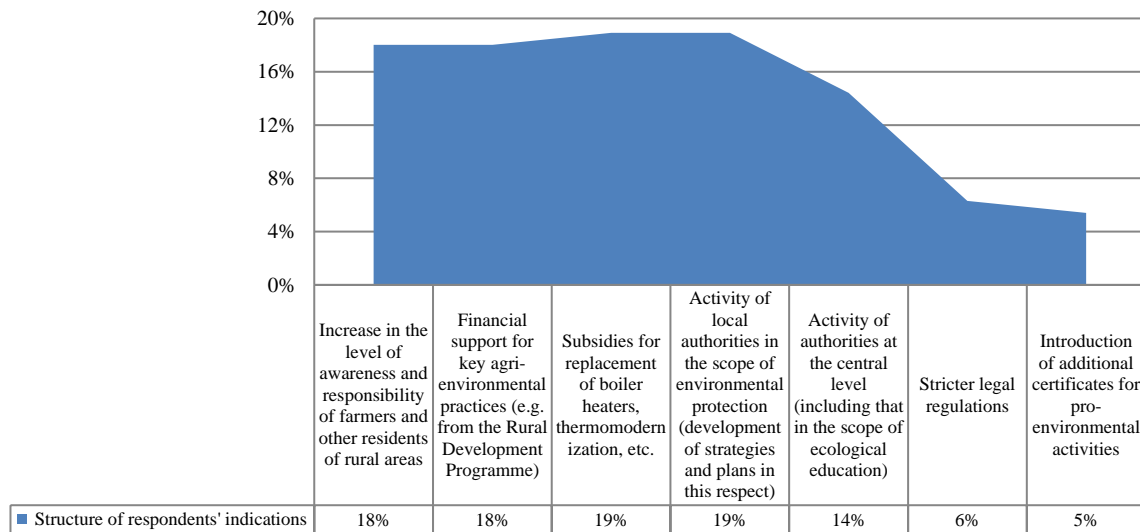 20%
16%
12%
8%
4%
0%
Increase in the
level of
awareness and
responsibility
of farmers and
other residents
of rural areas
Financial
support for
key agri-
environmental
practices (e.g.
from the Rural
Development
Programme)
Subsidies for
replacement
of boiler
heaters,
thermomodern
ization, etc.
Activity of
local
authorities in
the scope of
environmental
protection
(development
of strategies
and plans in
this respect)
Activity of
authorities at
the central
level
(including that
in the scope of
ecological
education)
Stricter legal
regulations
Introduction
of additional
certificates for
pro-
environmental
activities
Structure of respondents' indications 18% 18% 19% 19% 14% 6% 5%